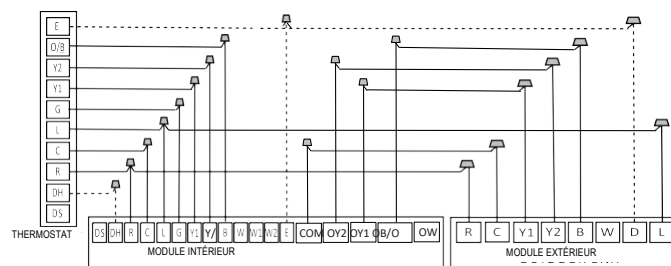 E
O/B
Y2
Y1
G
L
C
R
DH
DS
THERMOSTAT
DS DH R C L G Y1 Y/ B W W1 W2 E COM OY2 OY1 OB/O OW
MODULE INTÉRIEUR
R C Y1 Y2 B W D L
MODULE EXTÉRIEUR